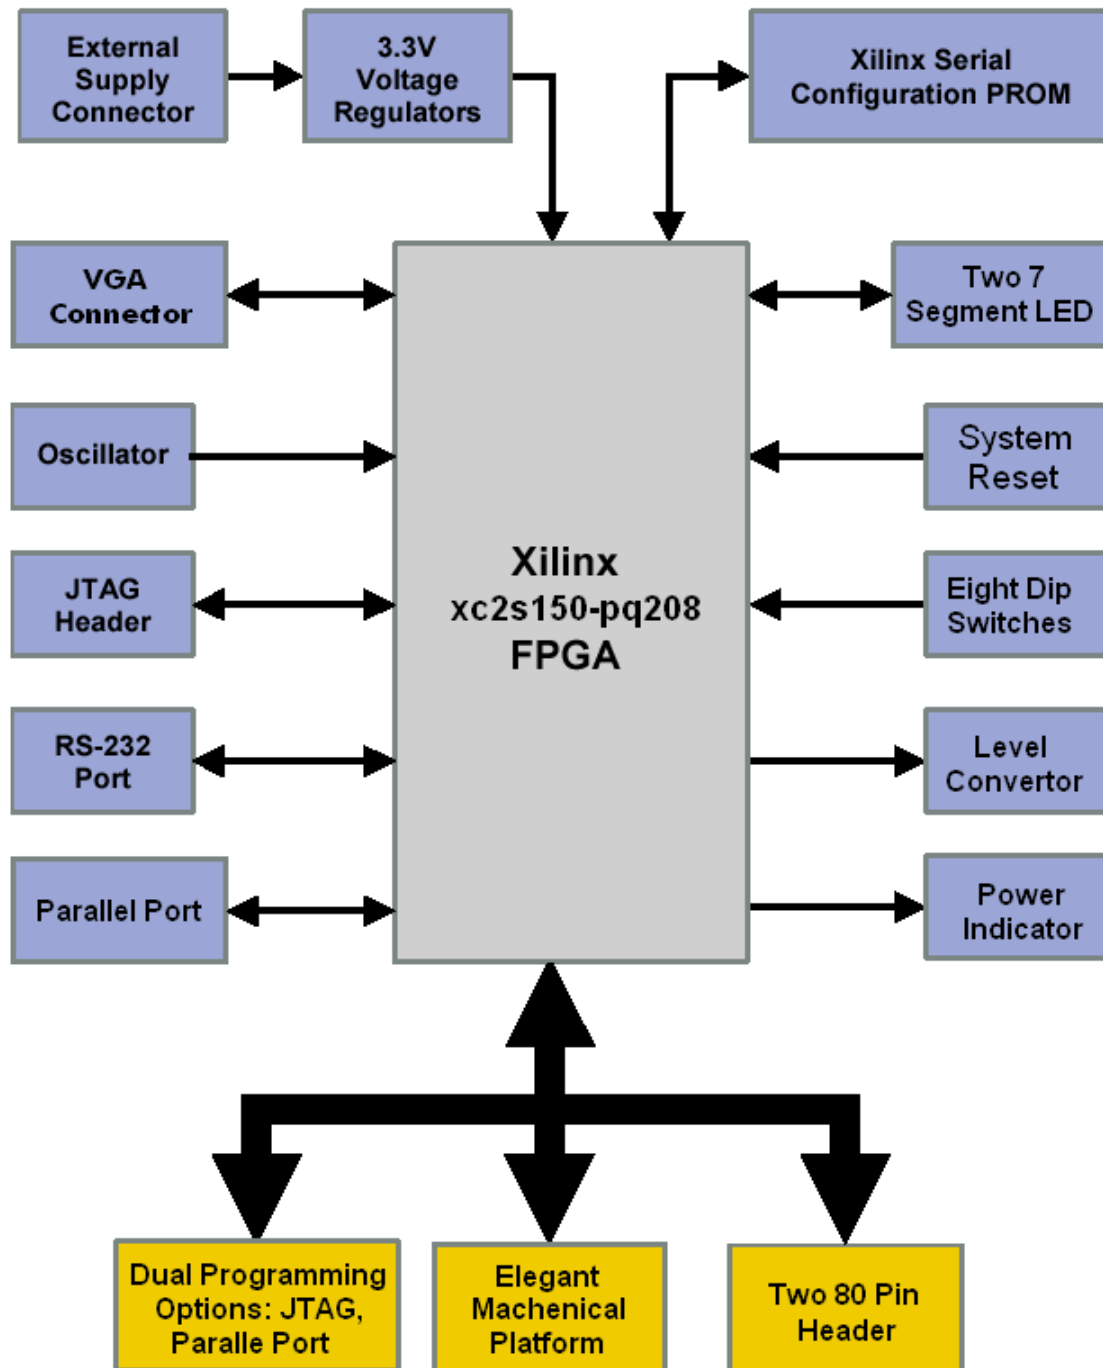 External
Supply
Connector
3.3V
Voltage
Regulators
Xilinx Serial
Configuration PROM
VGA
Connector
Two 7
Segment LED
Oscillator
System
Reset
Xilinx
xc2s150-pq208
FPGA
JTAG
Header
Eight Dip
Switches
RS-232
Port
Level
Convertor
Parallel Port
Power
Indicator
Dual Programming
Options: JTAG,
Paralle Port
Elegant
Machenical
Platform
Two 80 Pin
Header